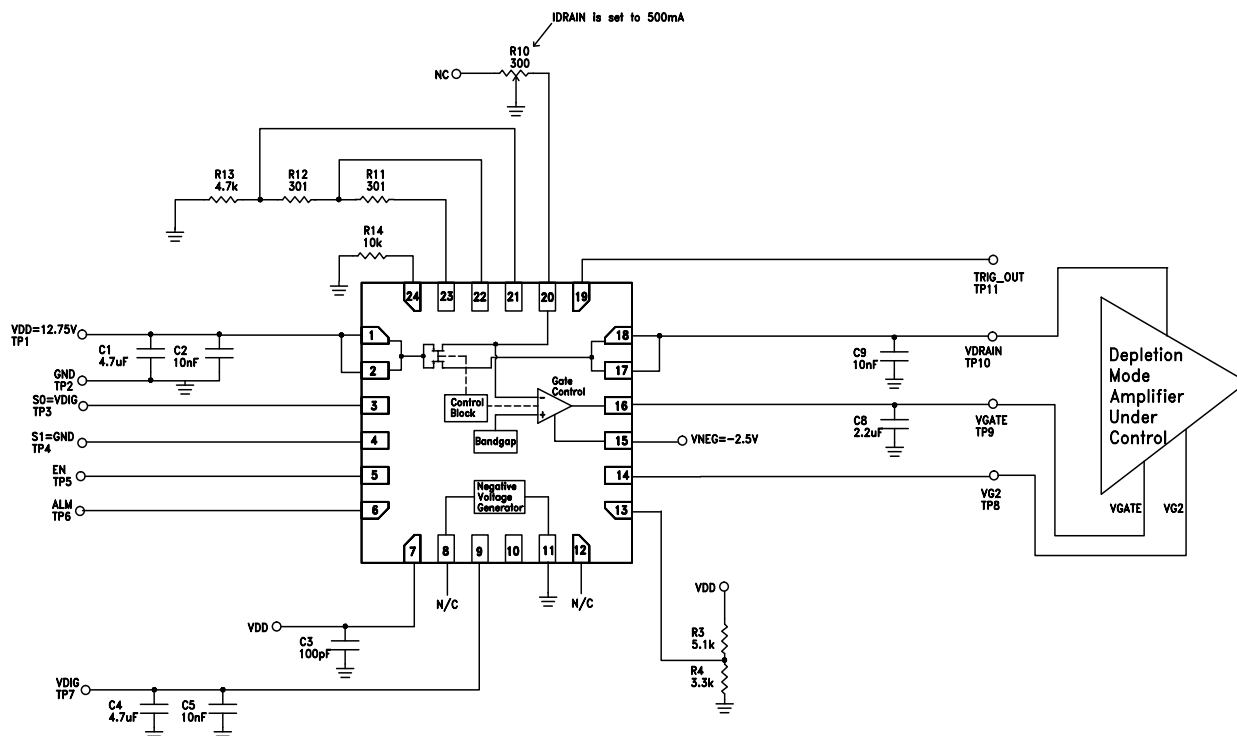 IDRAIN is set to 500mA
R10
300
NC
R13
4.7k
R12
301
R11
301
R14
10k
24
23
22
21
20
19
TRIG_OUT
TP11
VDD=12.75V
TP1
C1
4.7uF
C2
10nF
GND
TP2
S0=VDIG
TP3
S1=GND
TP4
EN
TP5
ALM
TP6
1
2
3
4
5
6
Control
Block
Bandgap
Gate
Control
-
+
Negative
Voltage
Generator
18
17
16
15
14
13
C9
10nF
VDRAIN
TP10
C8
2.2uF
VGATE
TP9
VNEG=-2.5V
VG2
TP8
Depletion
Mode
Amplifier
Under
Control
VGATE
VG2
7
8
9
10
11
12
N/C
N/C
VDD
C3
100pF
VDIG
TP7
C4
4.7uF
C5
10nF
VDD
R3
5.1k
R4
3.3k